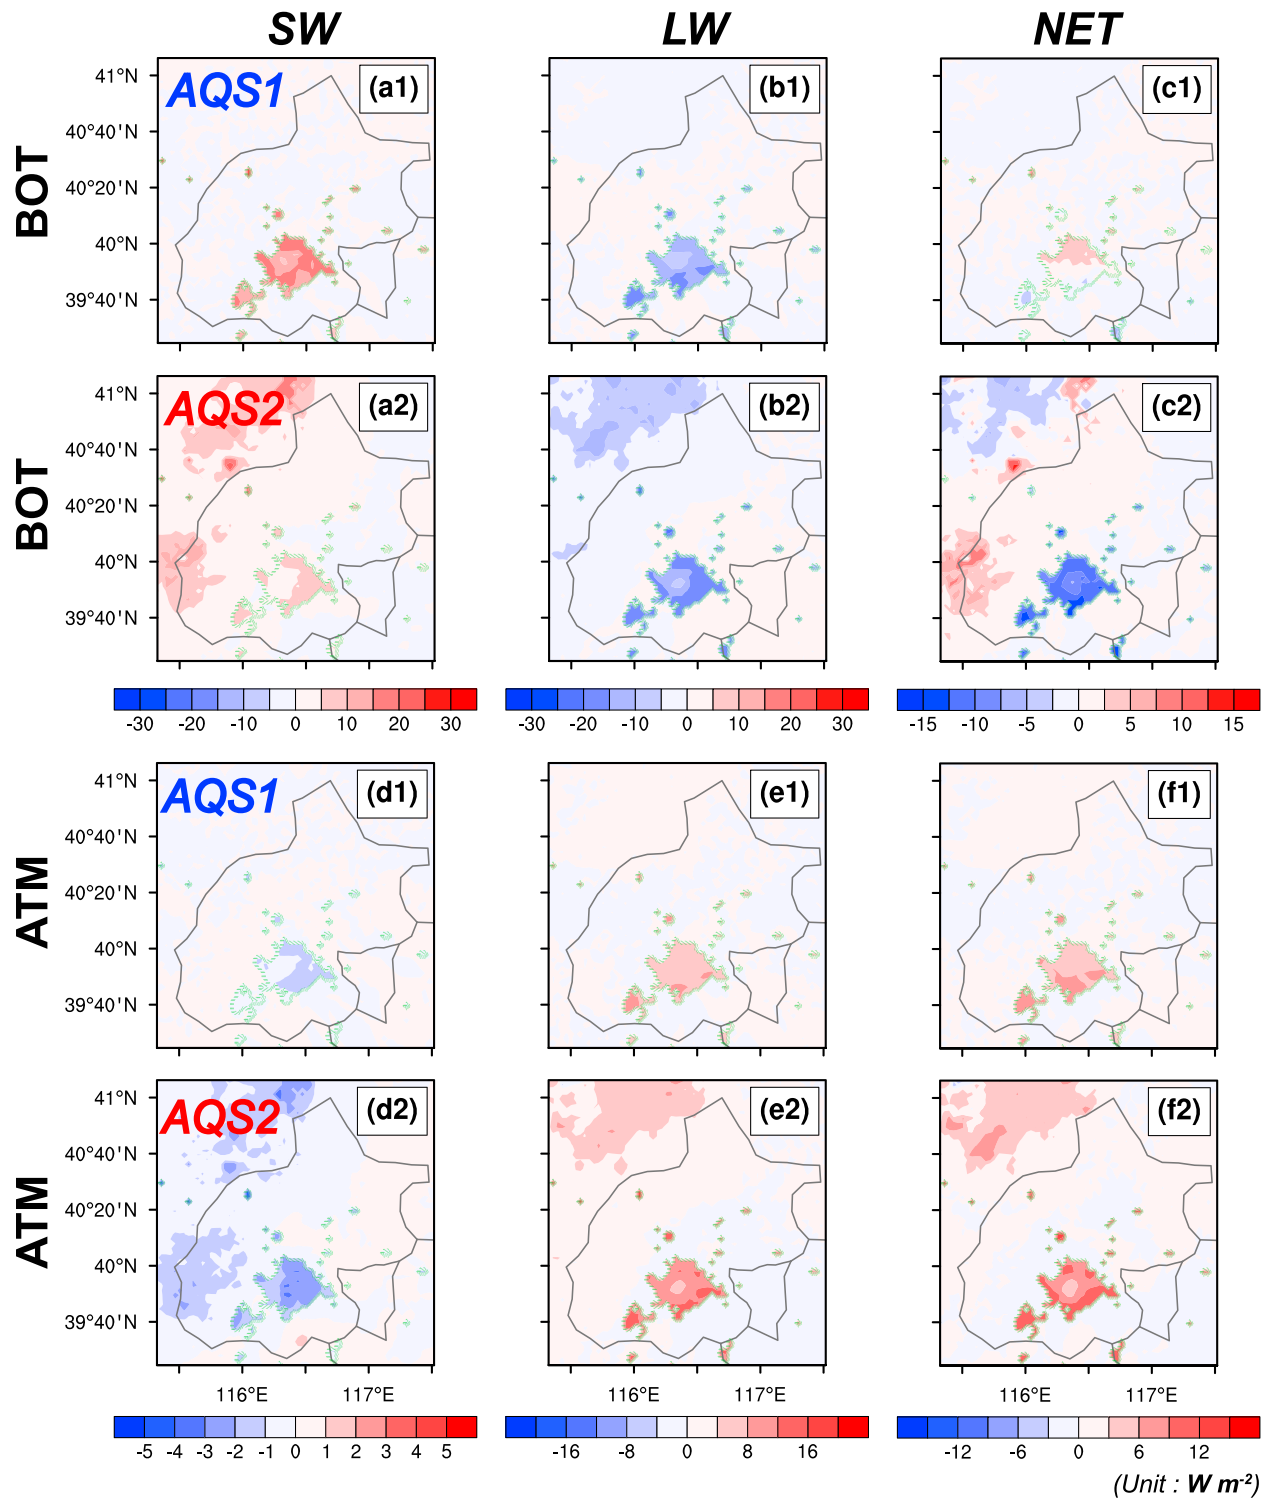 SW LW NET
BOT
AQS1 (a1) (b1) (c1)
41°N
40°40'N
40°20'N
40°N
39°40'N
BOT
AQS2 (a2) (b2) (c2)
41°N
40°40'N
40°20'N
40°N
39°40'N
-30 -20 -10 0 10 20 30 -30 -20 -10 0 10 20 30 -15 -10 -5 0 5 10 15
ATM
AQS1 (d1) (e1) (f1)
41°N
40°40'N
40°20'N
40°N
39°40'N
ATM
AQS2 (d2) (e2) (f2)
41°N
40°40'N
40°20'N
40°N
39°40'N
116°E 117°E 116°E 117°E 116°E 117°E
-5 -4 -3 -2 -1 0 1 2 3 4 5 -16 -8 0 8 16 -12 -6 0 6 12
(Unit : W m-2)